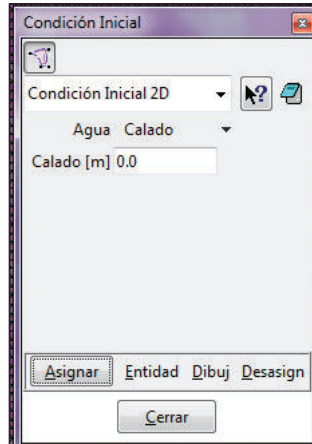 Condición Inicial
Condición Inicial 2D
Agua Calado
Calado [m] 0.0
Asignar Entidad Dibuj Desasign
Cerrar